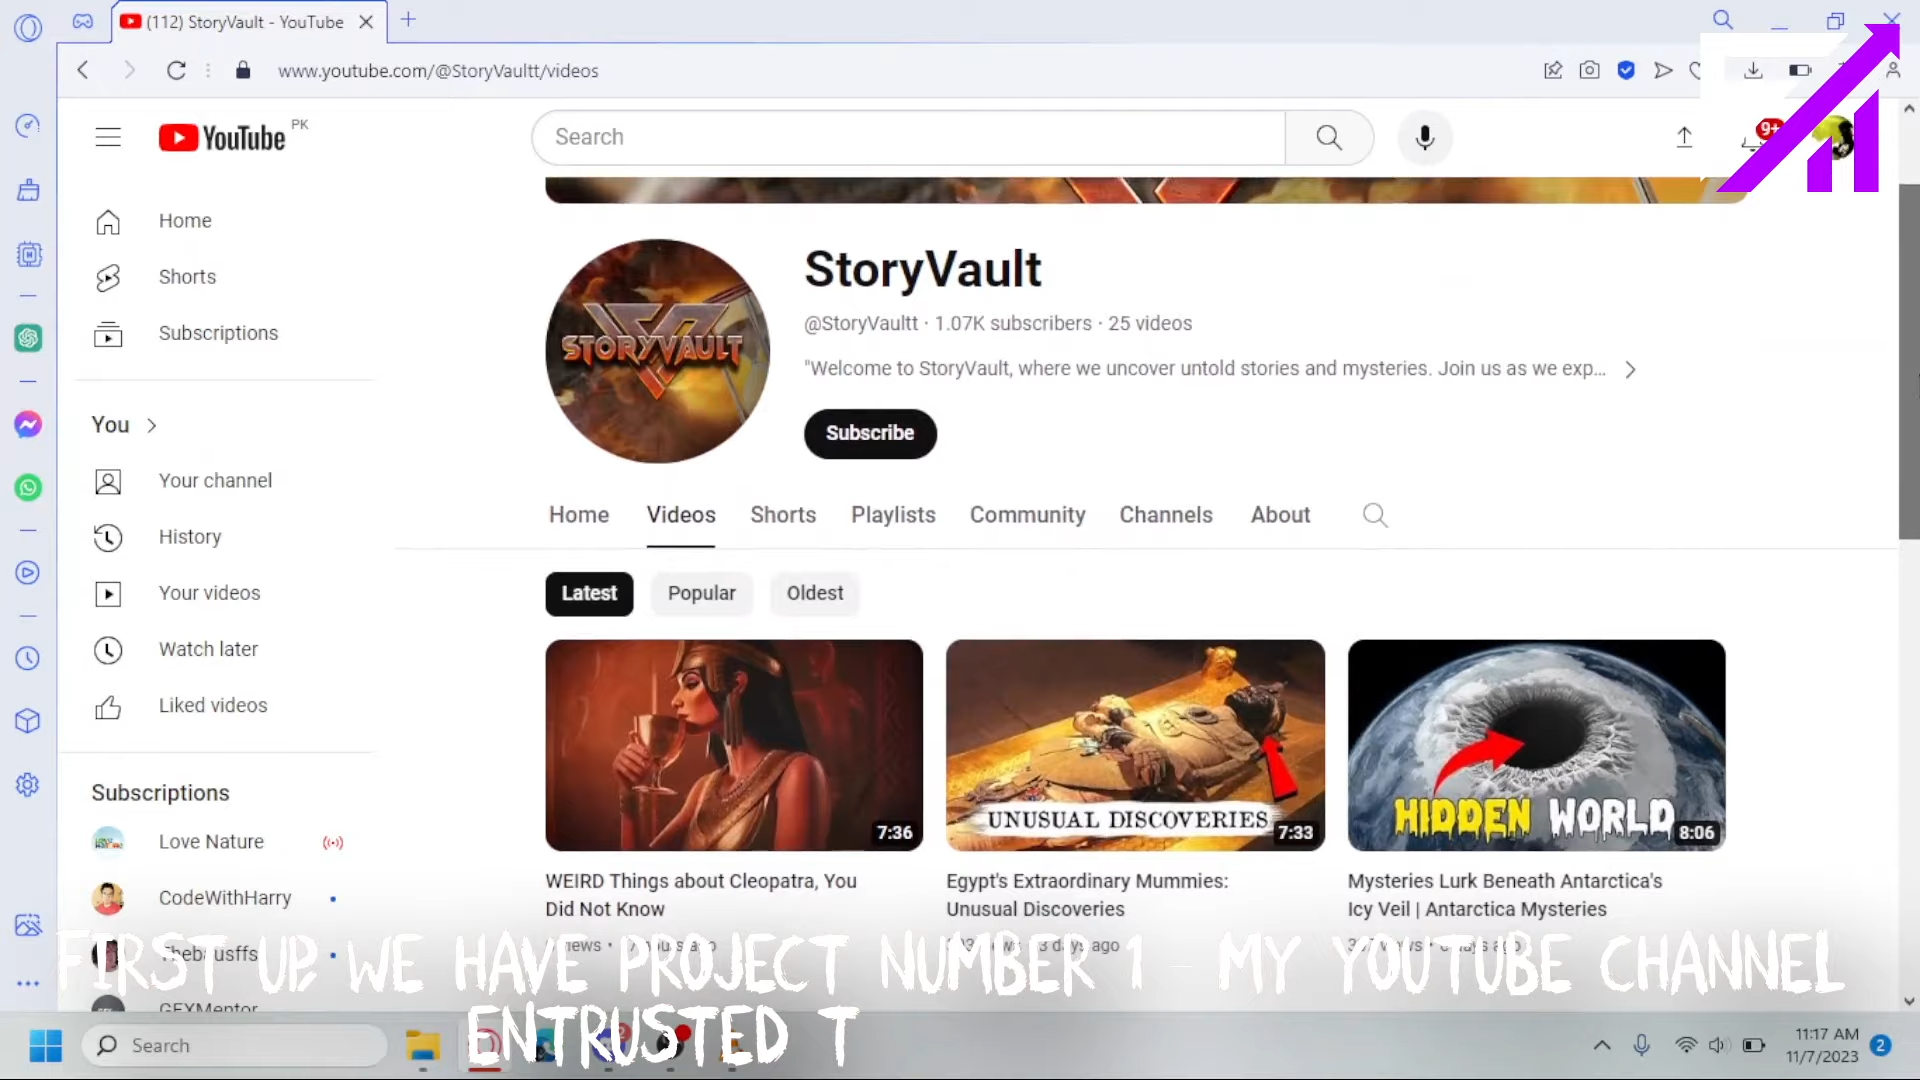 (112) StoryVault - YouTube
www.youtube.com/@StoryVaultt/videos
YouTube PK
Search
9+
Home
Shorts
Subscriptions
You
Your channel
History
Your videos
Watch later
Liked videos
Subscriptions
Love Nature
CodeWithHarry
Thebausffs
GFXMentor
STORYVAULT
StoryVault
@StoryVaultt · 1.07K subscribers · 25 videos
"Welcome to StoryVault, where we uncover untold stories and mysteries. Join us as we exp...
Subscribe
Home Videos Shorts Playlists Community Channels About
Latest Popular Oldest
7:36
UNUSUAL DISCOVERIES
7:33
HIDDEN WORLD
8:06
WEIRD Things about Cleopatra, You
Did Not Know
Egypt's Extraordinary Mummies:
Unusual Discoveries
Mysteries Lurk Beneath Antarctica's
Icy Veil | Antarctica Mysteries
FIRST UP, WE HAVE PROJECT NUMBER 1 - MY YOUTUBE CHANNEL
ENTRUSTED T
Search
11:17 AM
11/7/2023
2